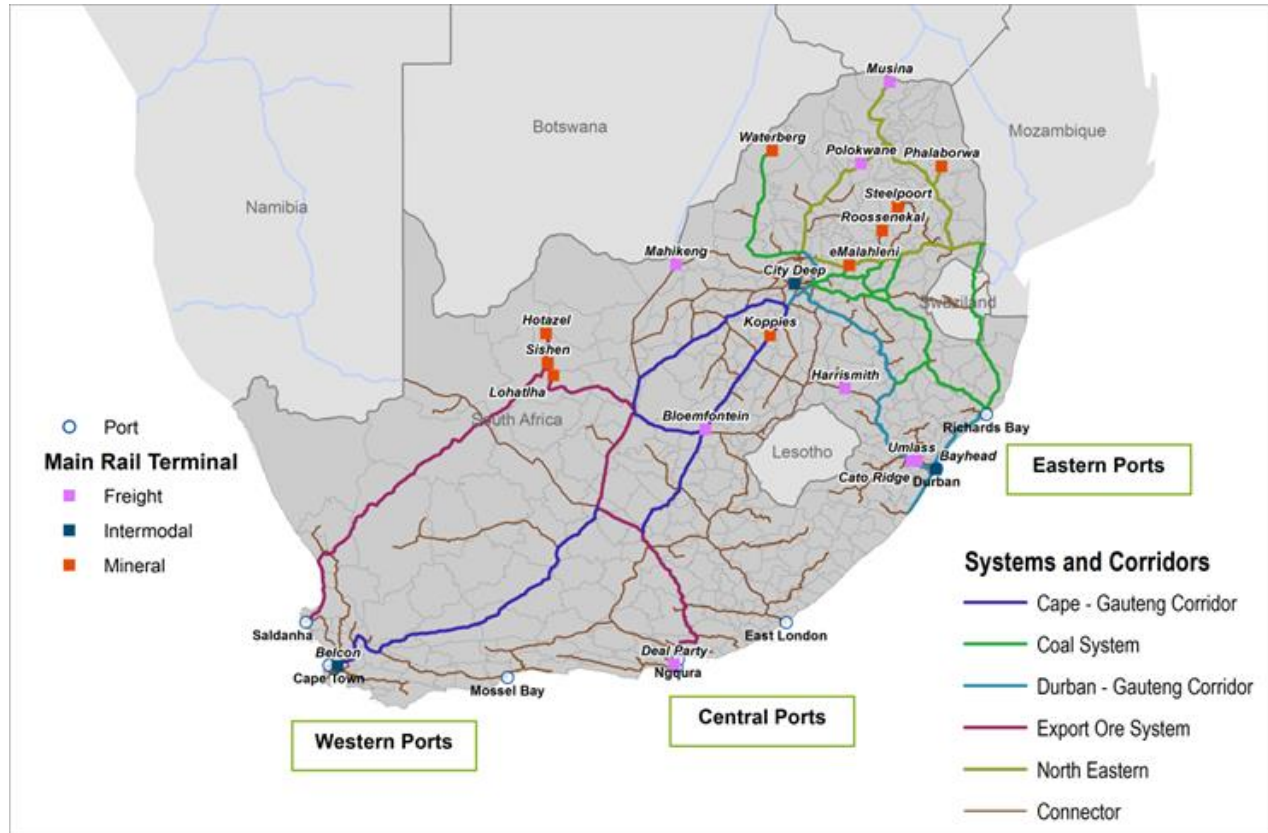 Musina
Botswana
Mozambique
Waterberg
Polokwane
Phalaborwa
Steelpoort
Roossenekal
Namibia
Mahikeng
eMalahleni
City Deep
Swaziland
Hotazel
Koppies
Sishen
Harrismith
Lohatlha
South Africa
Bloemfontein
Richards Bay
Lesotho
Umlass
Bayhead
Cato Ridge
Durban
Eastern Ports
Port
Main Rail Terminal
Freight
Intermodal
Mineral
Saldanha
East London
Belcon
Cape Town
Deal Party
Ngqura
Mossel Bay
Western Ports
Central Ports
Systems and Corridors
Cape - Gauteng Corridor
Coal System
Durban - Gauteng Corridor
Export Ore System
North Eastern
Connector